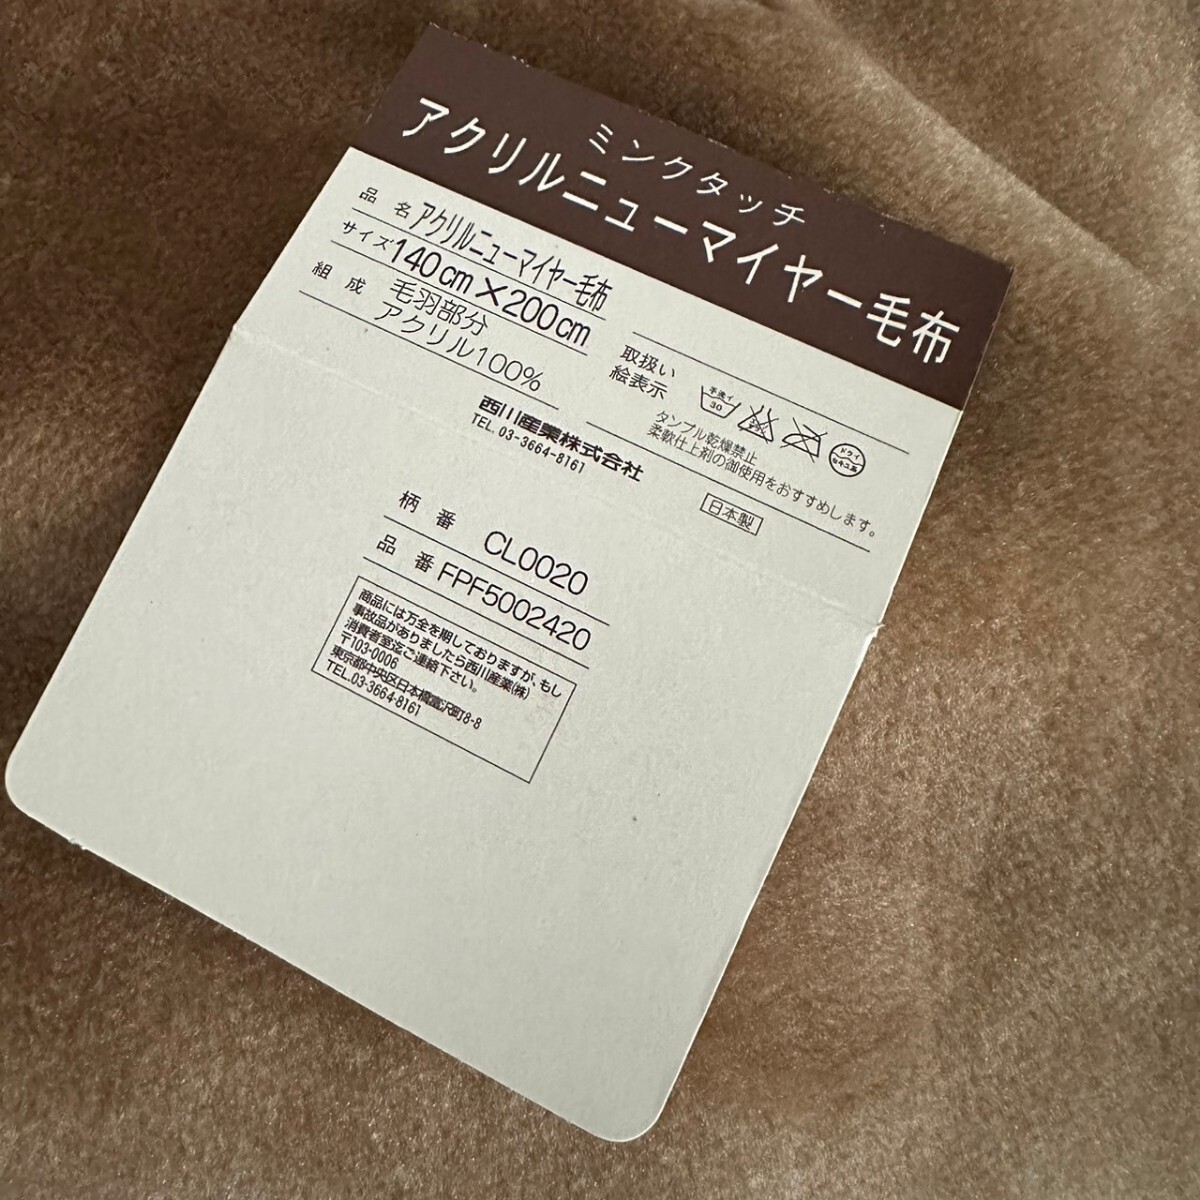 ミンクタッチ
アクリルニューマイヤー毛布
品名 アクリルニューマイヤー毛布
サイズ 140cm×200cm
組成 毛羽部分
アクリル100%
取扱い
絵表示
手洗イ
30
ドライ
セキユ系
タンブル乾燥禁止
柔軟仕上剤の御使用をおすすめします。
西川産業株式会社
TEL. 03-3664-8161
日本製
柄番 CL0020
品番 FPF5002420
商品には万全を期しておりますが、もし
事故品がありましたら西川産業(株)
消費者室迄ご連絡下さい。
〒103-0006
東京都中央区日本橋富沢町8-8
TEL.03-3664-8161